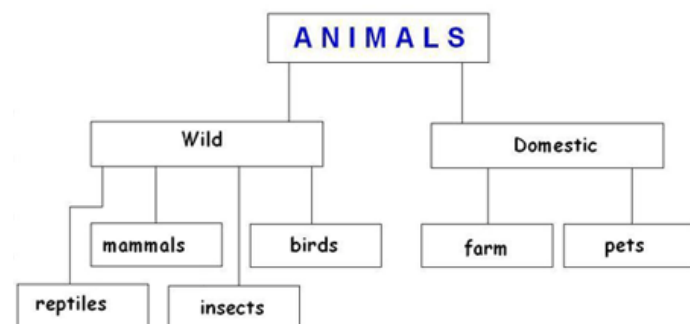 ANIMALS
Wild
Domestic
mammals
birds
farm
pets
reptiles
insects